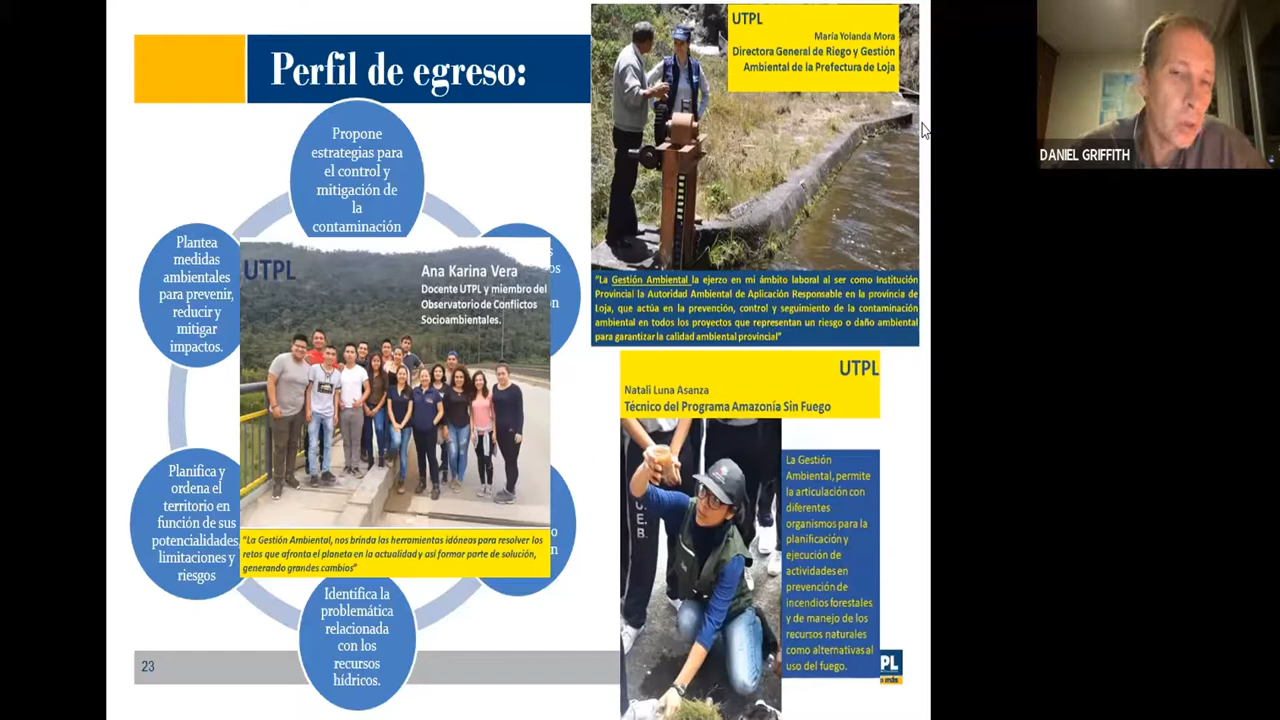 Perfil de egreso:
Propone
estrategias para
el control y
mitigación de
la
contaminación
Plantea
medidas
ambientales
para prevenir,
reducir y
mitigar
impactos.
Planifica y
ordena el
territorio en
función de sus
potencialidades
limitaciones y
riesgos
Identifica la
problemática
relacionada
con los
recursos
hídricos.
UTPL
Ana Karina Vera
Docente UTPL y miembro del
Observatorio de Conflictos
Socioambientales.
"La Gestión Ambiental, nos brinda las herramientas idóneas para resolver los
retos que afronta el planeta en la actualidad y así formar parte de solución,
generando grandes cambios"
UTPL
María Yolanda Mora
Directora General de Riego y Gestión
Ambiental de la Prefectura de Loja
"La Gestión Ambiental la ejerzo en mi ámbito laboral al ser como Institución
Provincial la Autoridad Ambiental de Aplicación Responsable en la provincia de
Loja, que actúa en la prevención, control y seguimiento de la contaminación
ambiental en todos los proyectos que representan un riesgo o daño ambiental
para garantizar la calidad ambiental provincial"
UTPL
Natali Luna Asanza
Técnico del Programa Amazonía Sin Fuego
La Gestión
Ambiental, permite
la articulación con
diferentes
organismos para la
planificación y
ejecución de
actividades en
prevención de
incendios forestales
y de manejo de los
recursos naturales
como alternativas al
uso del fuego.
23
PL
DANIEL GRIFFITH